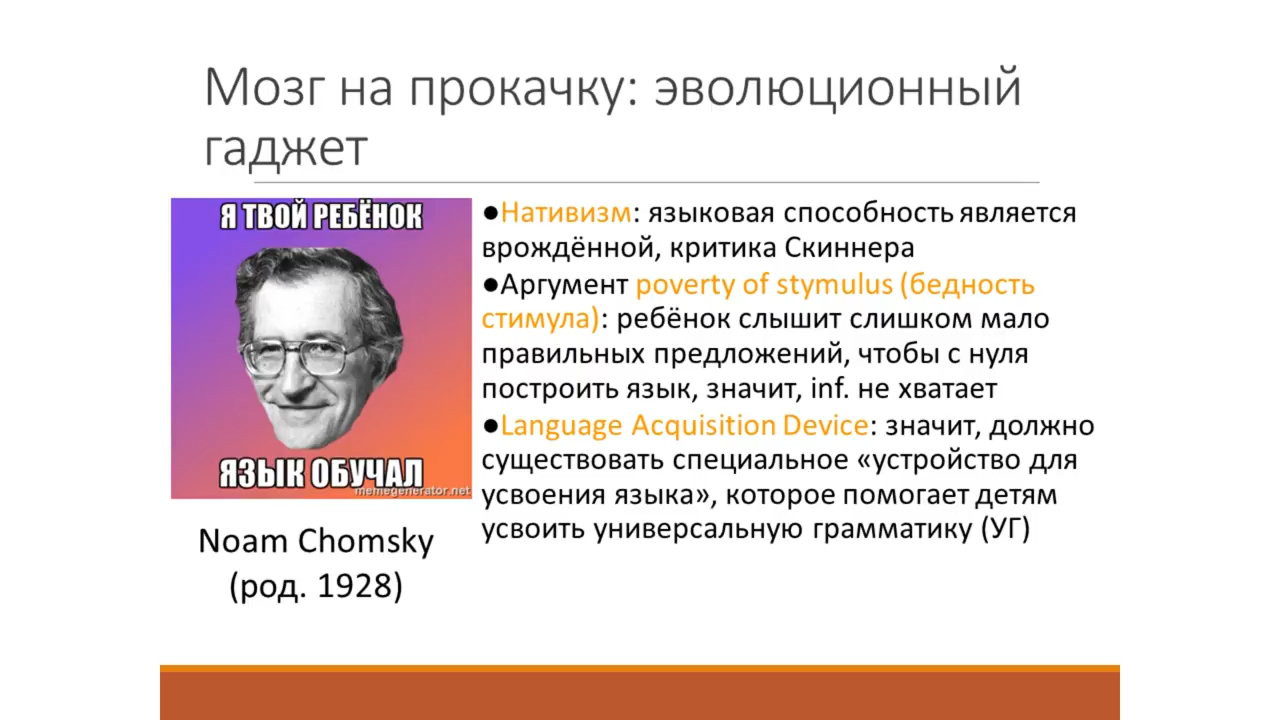 Мозг на прокачку: эволюционный
гаджет
Я ТВОЙ РЕБЁНОК
ЯЗЫК ОБУЧАЛ
memegenerator.net
Noam Chomsky
(род. 1928)
●Нативизм: языковая способность является
врождённой, критика Скиннера
●Аргумент poverty of stymulus (бедность
стимула): ребёнок слышит слишком мало
правильных предложений, чтобы с нуля
построить язык, значит, inf. не хватает
●Language Acquisition Device: значит, должно
существовать специальное «устройство для
усвоения языка», которое помогает детям
усвоить универсальную грамматику (УГ)